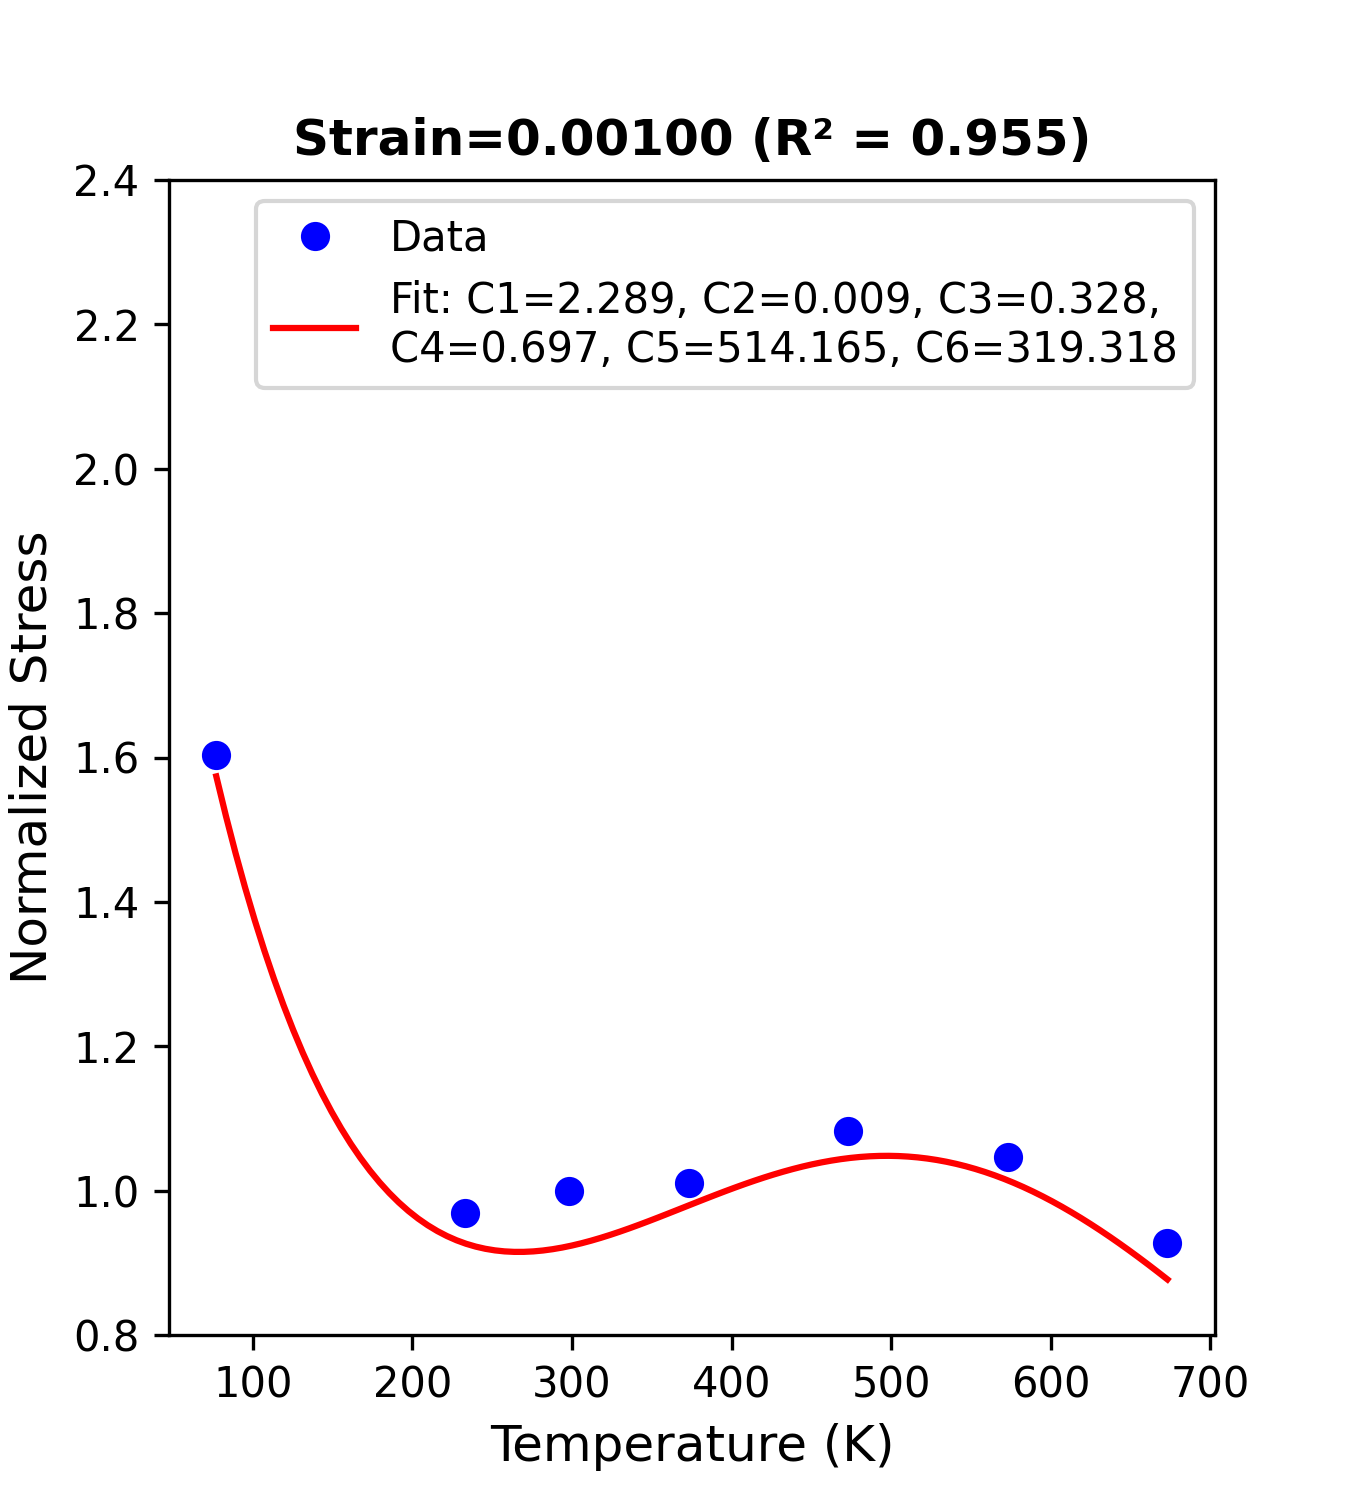 Strain=0.00100 (R² = 0.955)
Data
Fit: C1=2.289, C2=0.009, C3=0.328,
C4=0.697, C5=514.165, C6=319.318
2.4
2.2
2.0
1.8
1.6
1.4
1.2
1.0
0.8
Normalized Stress
100 200 300 400 500 600 700
Temperature (K)